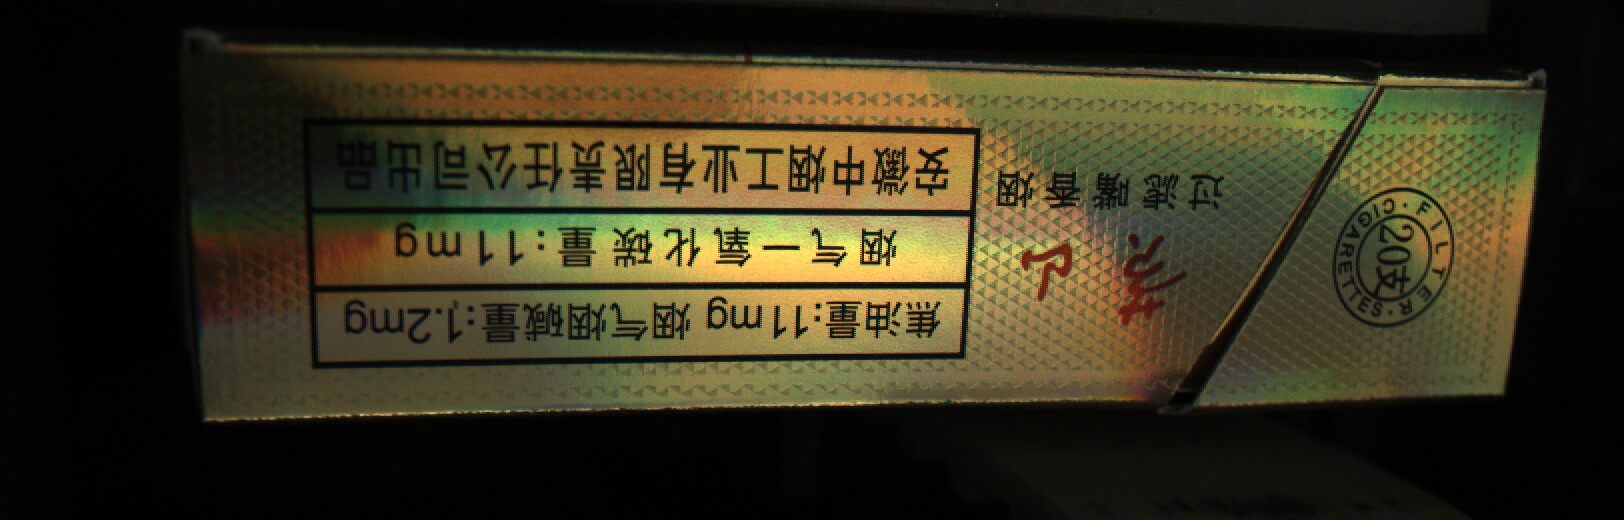 FILTER·CIGARETTES·
20支
黄山
过滤嘴香烟
焦油量:11mg 烟气烟碱量:1.2mg
烟气一氧化碳量:11mg
安徽中烟工业有限责任公司出品